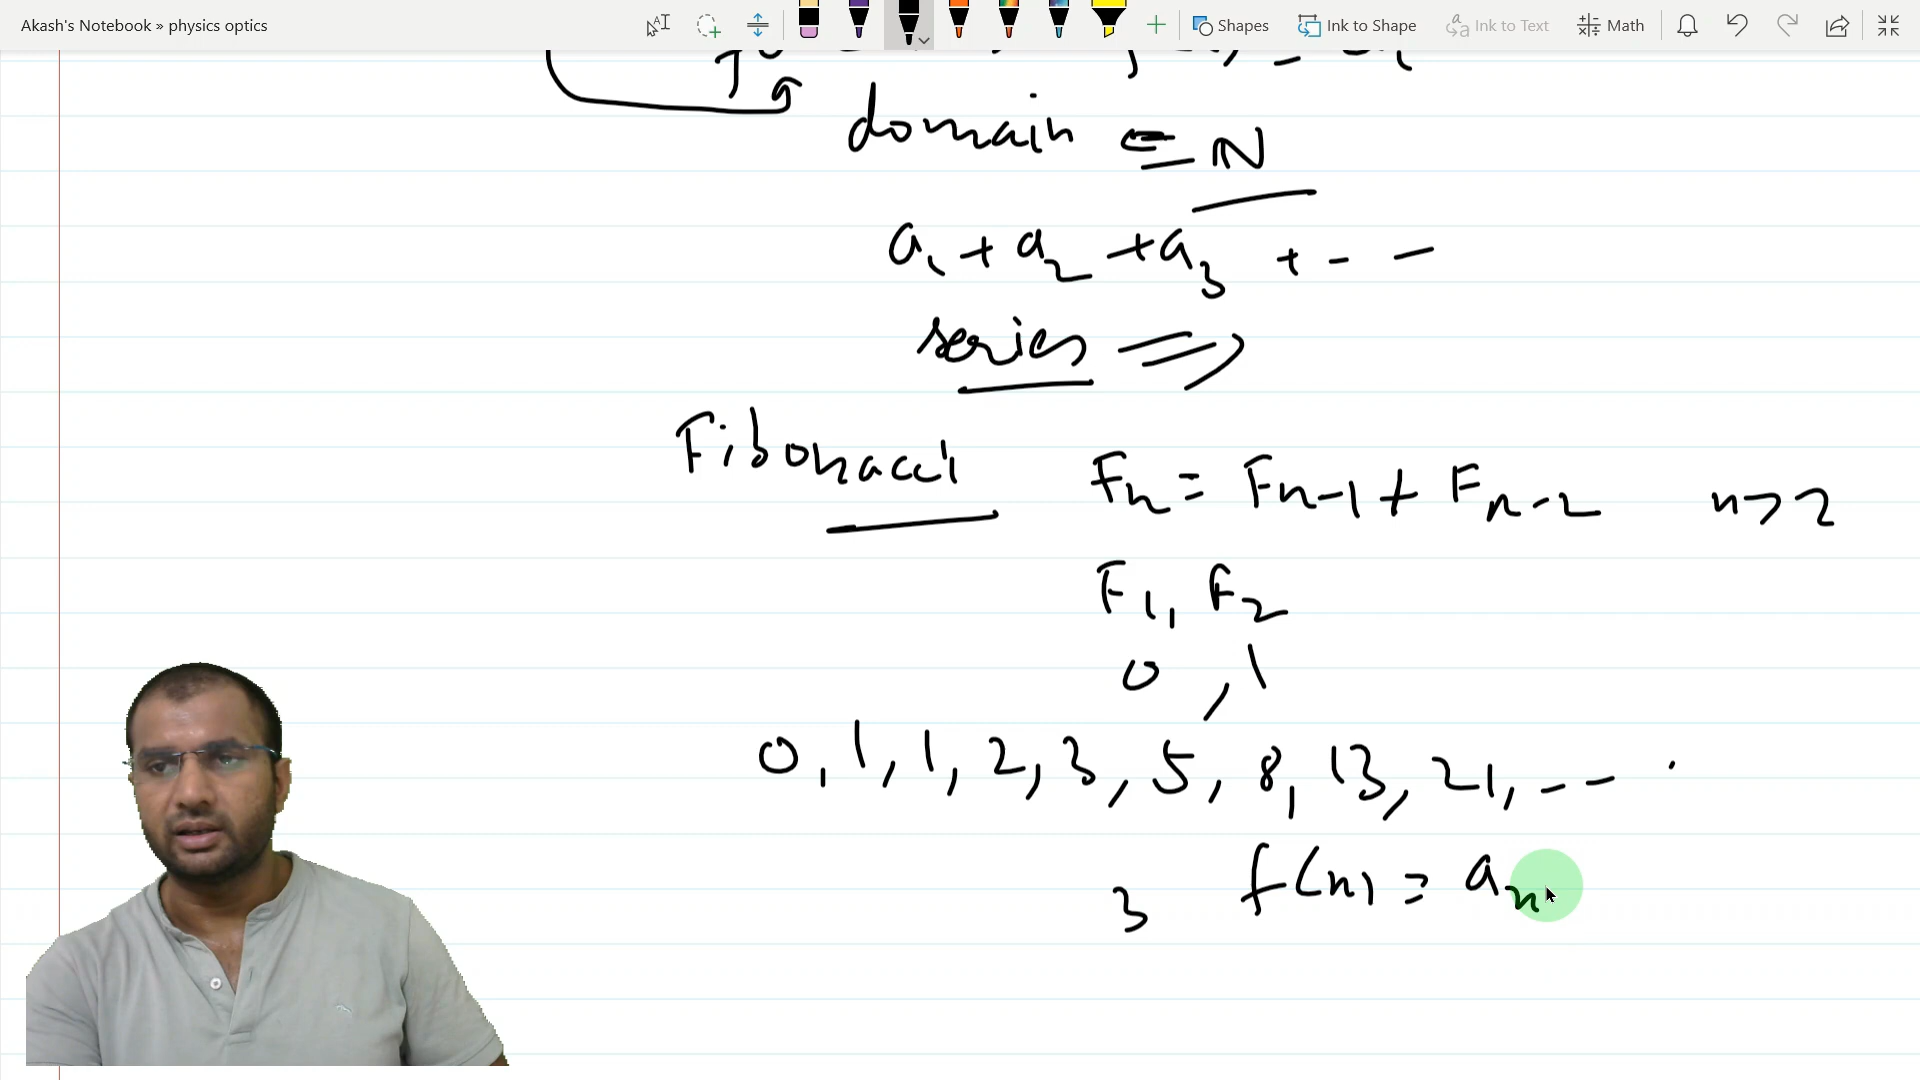 Akash's Notebook » physics optics
Shapes Ink to Shape Ink to Text Math
domain = N
a₁ + a₂ + a₃ + - -
series ⇒
Fibonacci Fₙ = Fₙ₋₁ + Fₙ₋₂ n > 2
F₁, F₂
0 , 1
0, 1, 1, 2, 3, 5, 8, 13, 21, - - ·
3 f(n) = aₙ